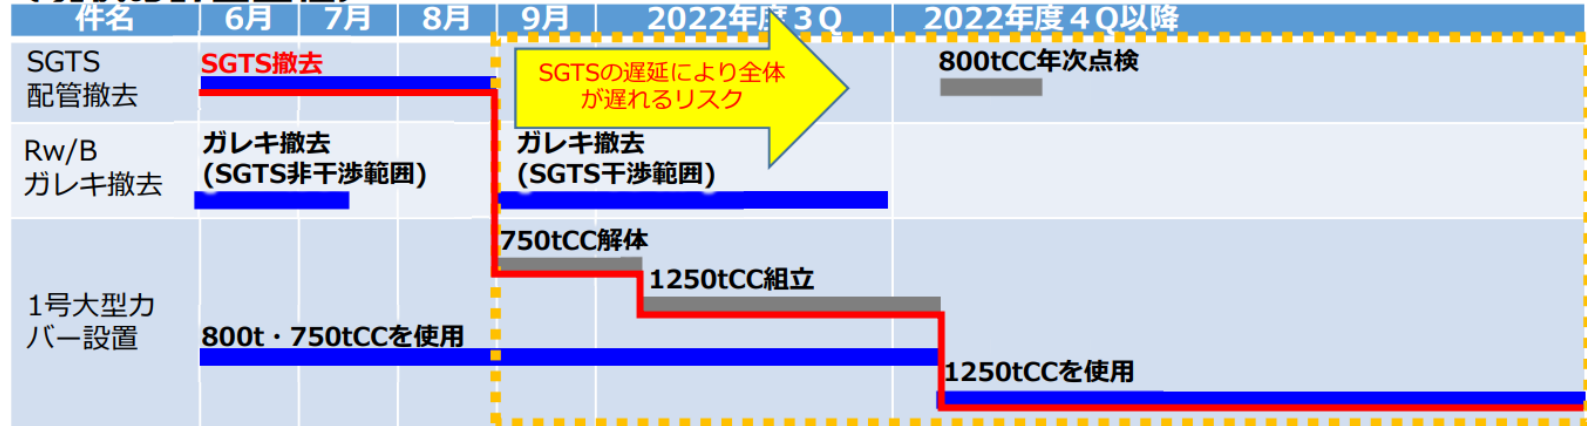 件名 6月 7月 8月 9月 2022年度３Q 2022年度４Q以降
SGTS
配管撤去
SGTS撤去
SGTSの遅延により全体
が遅れるリスク
800tCC年次点検
Rw/B
ガレキ撤去
ガレキ撤去
(SGTS非干渉範囲)
ガレキ撤去
(SGTS干渉範囲)
1号大型カ
バー設置
750tCC解体
1250tCC組立
800t・750tCCを使用
1250tCCを使用